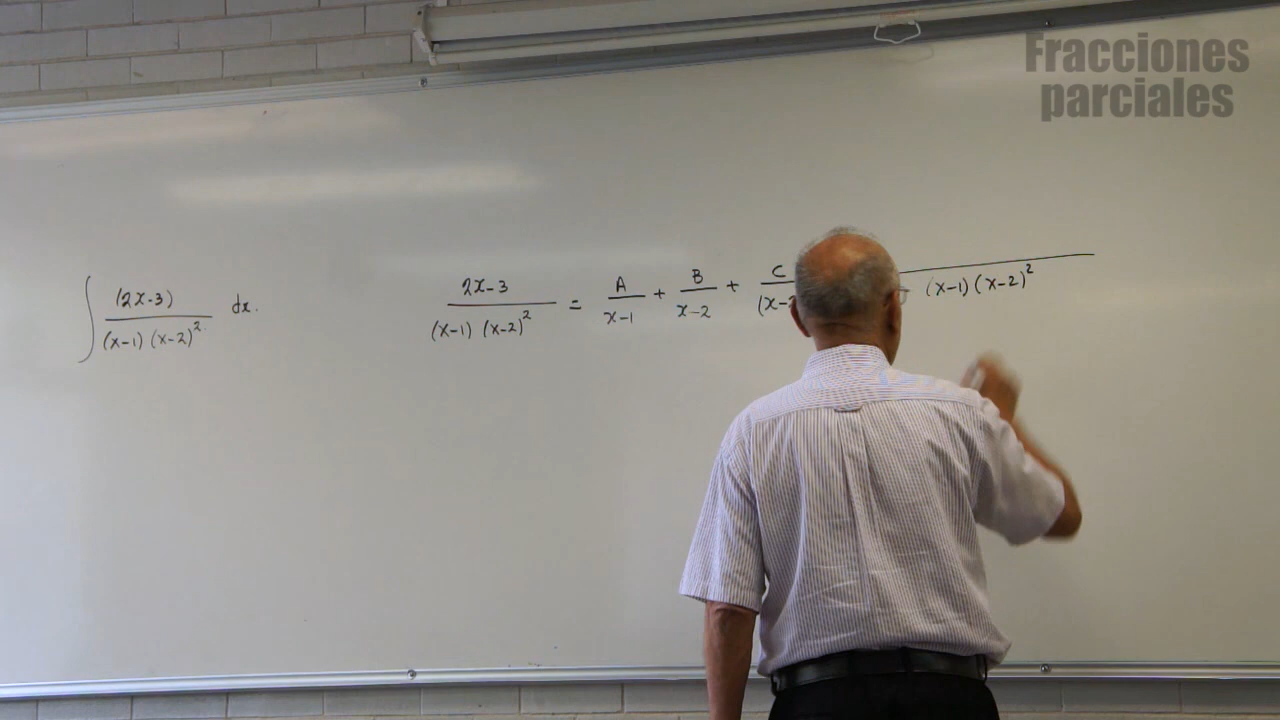 Fracciones
parciales
∫ (2x-3) / (x-1) (x-2)² dx.
2x-3 / (x-1) (x-2)² = A / x-1 + B / x-2 + C / (x- / (x-1) (x-2)²